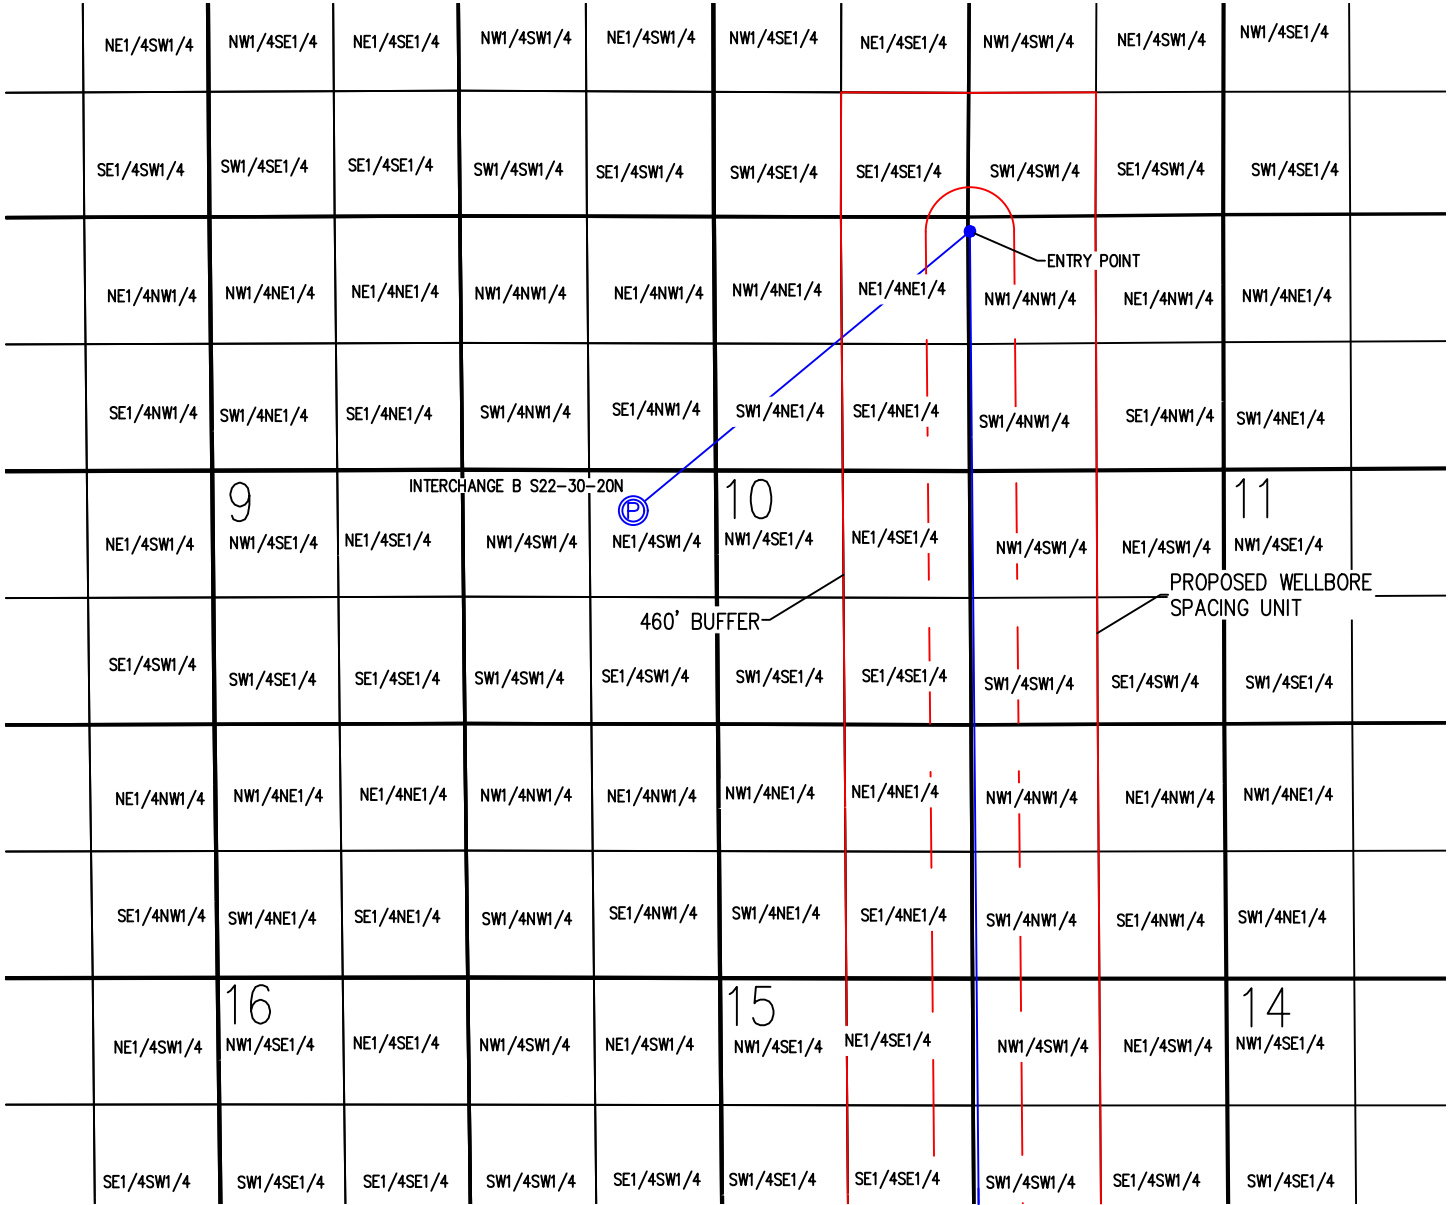 NE1/4SW1/4 NW1/4SE1/4 NE1/4SE1/4 NW1/4SW1/4 NE1/4SW1/4 NW1/4SE1/4 NE1/4SE1/4 NW1/4SW1/4 NE1/4SW1/4 NW1/4SE1/4
SE1/4SW1/4 SW1/4SE1/4 SE1/4SE1/4 SW1/4SW1/4 SE1/4SW1/4 SW1/4SE1/4 SE1/4SE1/4 SW1/4SW1/4 SE1/4SW1/4 SW1/4SE1/4
ENTRY POINT
NE1/4NW1/4 NW1/4NE1/4 NE1/4NE1/4 NW1/4NW1/4 NE1/4NW1/4 NW1/4NE1/4 NE1/4NE1/4 NW1/4NW1/4 NE1/4NW1/4 NW1/4NE1/4
SE1/4NW1/4 SW1/4NE1/4 SE1/4NE1/4 SW1/4NW1/4 SE1/4NW1/4 SW1/4NE1/4 SE1/4NE1/4 SW1/4NW1/4 SE1/4NW1/4 SW1/4NE1/4
INTERCHANGE B S22-30-20N
9 P 10 11
NE1/4SW1/4 NW1/4SE1/4 NE1/4SE1/4 NW1/4SW1/4 NE1/4SW1/4 NW1/4SE1/4 NE1/4SE1/4 NW1/4SW1/4 NE1/4SW1/4 NW1/4SE1/4
PROPOSED WELLBORE
SPACING UNIT
460' BUFFER
SE1/4SW1/4 SW1/4SE1/4 SE1/4SE1/4 SW1/4SW1/4 SE1/4SW1/4 SW1/4SE1/4 SE1/4SE1/4 SW1/4SW1/4 SE1/4SW1/4 SW1/4SE1/4
NE1/4NW1/4 NW1/4NE1/4 NE1/4NE1/4 NW1/4NW1/4 NE1/4NW1/4 NW1/4NE1/4 NE1/4NE1/4 NW1/4NW1/4 NE1/4NW1/4 NW1/4NE1/4
SE1/4NW1/4 SW1/4NE1/4 SE1/4NE1/4 SW1/4NW1/4 SE1/4NW1/4 SW1/4NE1/4 SE1/4NE1/4 SW1/4NW1/4 SE1/4NW1/4 SW1/4NE1/4
16 15 14
NE1/4SW1/4 NW1/4SE1/4 NE1/4SE1/4 NW1/4SW1/4 NE1/4SW1/4 NW1/4SE1/4 NE1/4SE1/4 NW1/4SW1/4 NE1/4SW1/4 NW1/4SE1/4
SE1/4SW1/4 SW1/4SE1/4 SE1/4SE1/4 SW1/4SW1/4 SE1/4SW1/4 SW1/4SE1/4 SE1/4SE1/4 SW1/4SW1/4 SE1/4SW1/4 SW1/4SE1/4